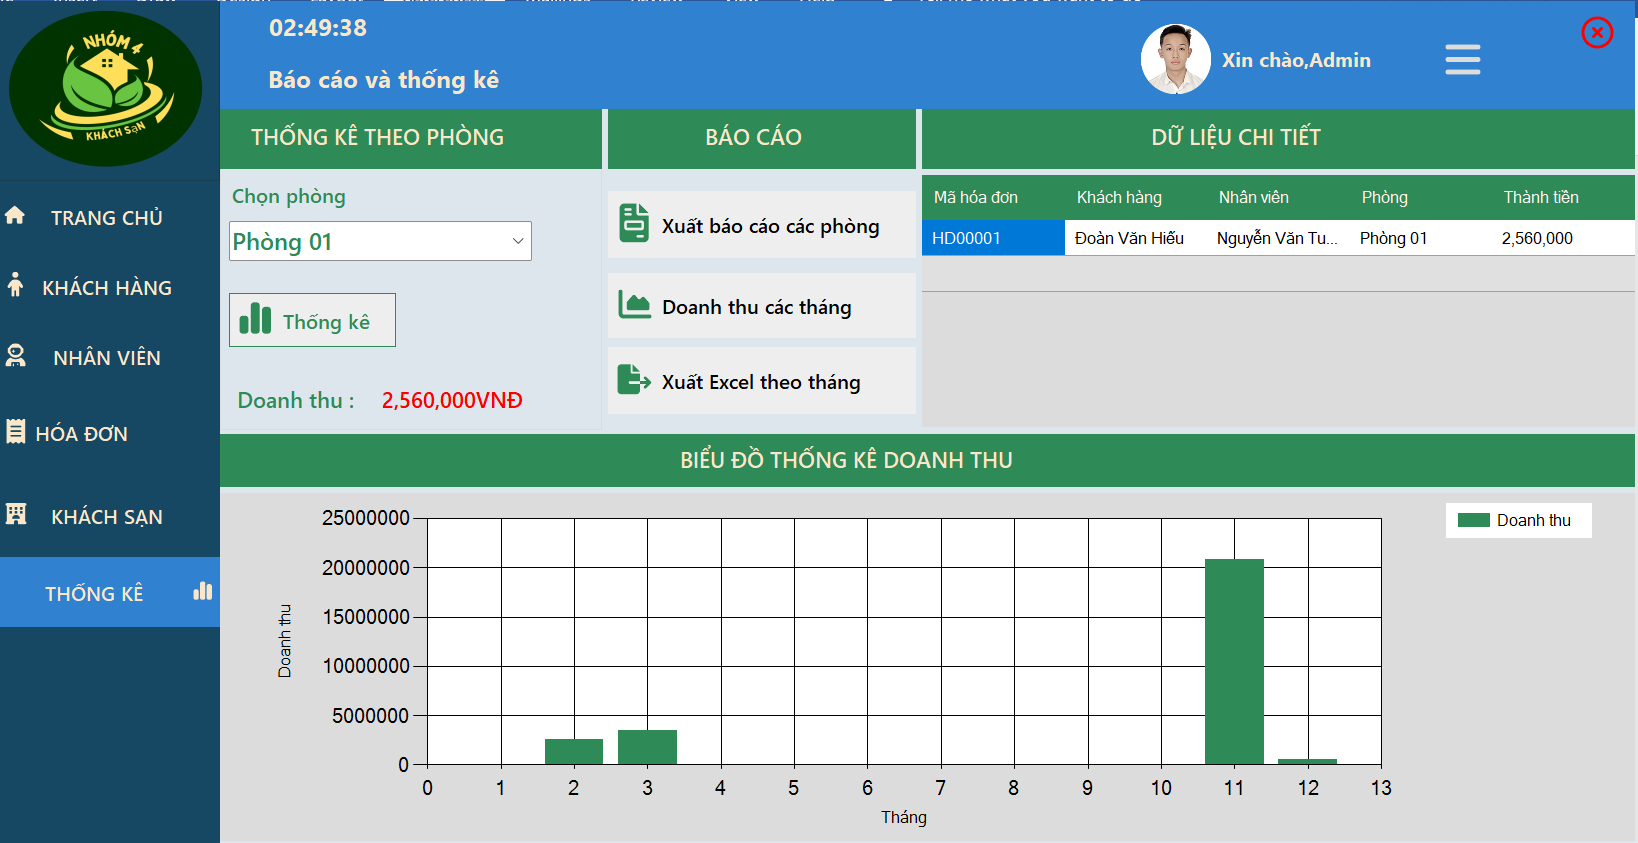 NHÓM 4
KHÁCH SẠN
02:49:38
Báo cáo và thống kê
Xin chào,Admin
TRANG CHỦ
KHÁCH HÀNG
NHÂN VIÊN
HÓA ĐƠN
KHÁCH SẠN
THỐNG KÊ
THỐNG KÊ THEO PHÒNG
Chọn phòng
Phòng 01
Thống kê
Doanh thu : 2,560,000VNĐ
BÁO CÁO
Xuất báo cáo các phòng
Doanh thu các tháng
Xuất Excel theo tháng
DỮ LIỆU CHI TIẾT
Mã hóa đơn Khách hàng Nhân viên Phòng Thành tiền
HD00001 Đoàn Văn Hiếu Nguyễn Văn Tu... Phòng 01 2,560,000
BIỂU ĐỒ THỐNG KÊ DOANH THU
Doanh thu
25000000
20000000
15000000
10000000
5000000
0
Doanh thu
0 1 2 3 4 5 6 7 8 9 10 11 12 13
Tháng